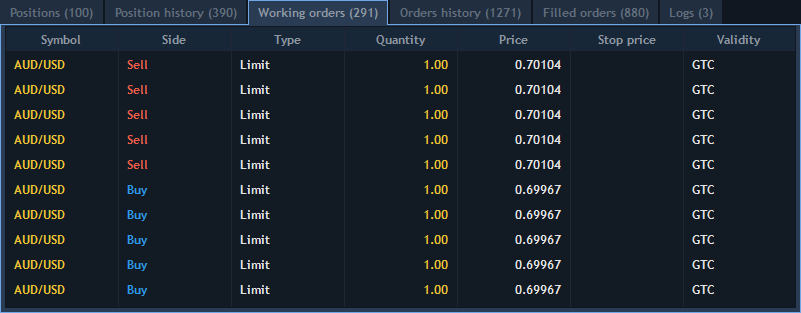 Positions (100) Position history (390) Working orders (291) Orders history (1271) Filled orders (880) Logs (3)
Symbol Side Type Quantity Price Stop price Validity
AUD/USD Sell Limit 1.00 0.70104 GTC
AUD/USD Sell Limit 1.00 0.70104 GTC
AUD/USD Sell Limit 1.00 0.70104 GTC
AUD/USD Sell Limit 1.00 0.70104 GTC
AUD/USD Sell Limit 1.00 0.70104 GTC
AUD/USD Buy Limit 1.00 0.69967 GTC
AUD/USD Buy Limit 1.00 0.69967 GTC
AUD/USD Buy Limit 1.00 0.69967 GTC
AUD/USD Buy Limit 1.00 0.69967 GTC
AUD/USD Buy Limit 1.00 0.69967 GTC